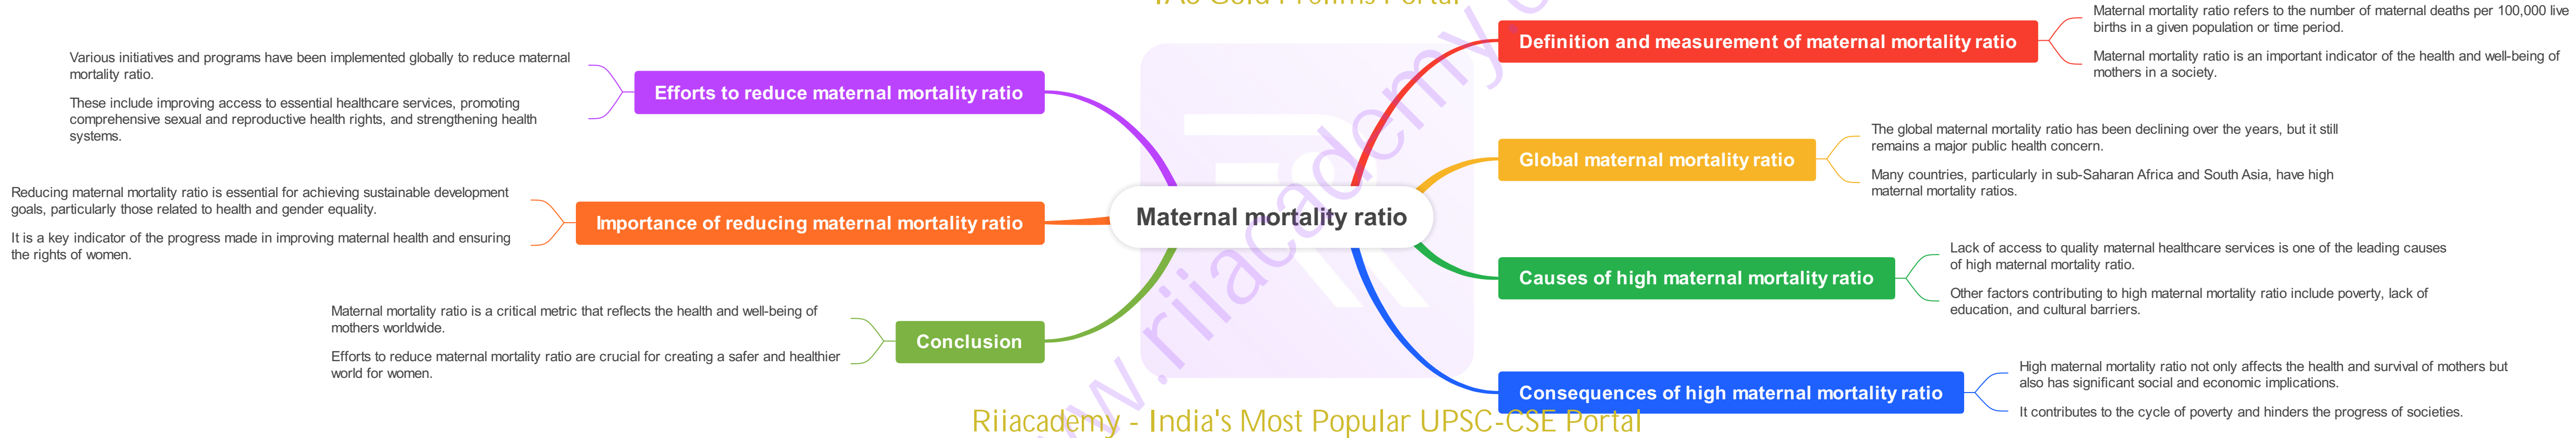 IAS Gold Prelims Portal
Maternal mortality ratio
Definition and measurement of maternal mortality ratio
Maternal mortality ratio refers to the number of maternal deaths per 100,000 live
births in a given population or time period.
Maternal mortality ratio is an important indicator of the health and well-being of
mothers in a society.
Global maternal mortality ratio
The global maternal mortality ratio has been declining over the years, but it still
remains a major public health concern.
Many countries, particularly in sub-Saharan Africa and South Asia, have high
maternal mortality ratios.
Causes of high maternal mortality ratio
Lack of access to quality maternal healthcare services is one of the leading causes
of high maternal mortality ratio.
Other factors contributing to high maternal mortality ratio include poverty, lack of
education, and cultural barriers.
Consequences of high maternal mortality ratio
High maternal mortality ratio not only affects the health and survival of mothers but
also has significant social and economic implications.
It contributes to the cycle of poverty and hinders the progress of societies.
Efforts to reduce maternal mortality ratio
Various initiatives and programs have been implemented globally to reduce maternal
mortality ratio.
These include improving access to essential healthcare services, promoting
comprehensive sexual and reproductive health rights, and strengthening health
systems.
Importance of reducing maternal mortality ratio
Reducing maternal mortality ratio is essential for achieving sustainable development
goals, particularly those related to health and gender equality.
It is a key indicator of the progress made in improving maternal health and ensuring
the rights of women.
Conclusion
Maternal mortality ratio is a critical metric that reflects the health and well-being of
mothers worldwide.
Efforts to reduce maternal mortality ratio are crucial for creating a safer and healthier
world for women.
www.riiacademy.c
Riiacademy - India's Most Popular UPSC-CSE Portal